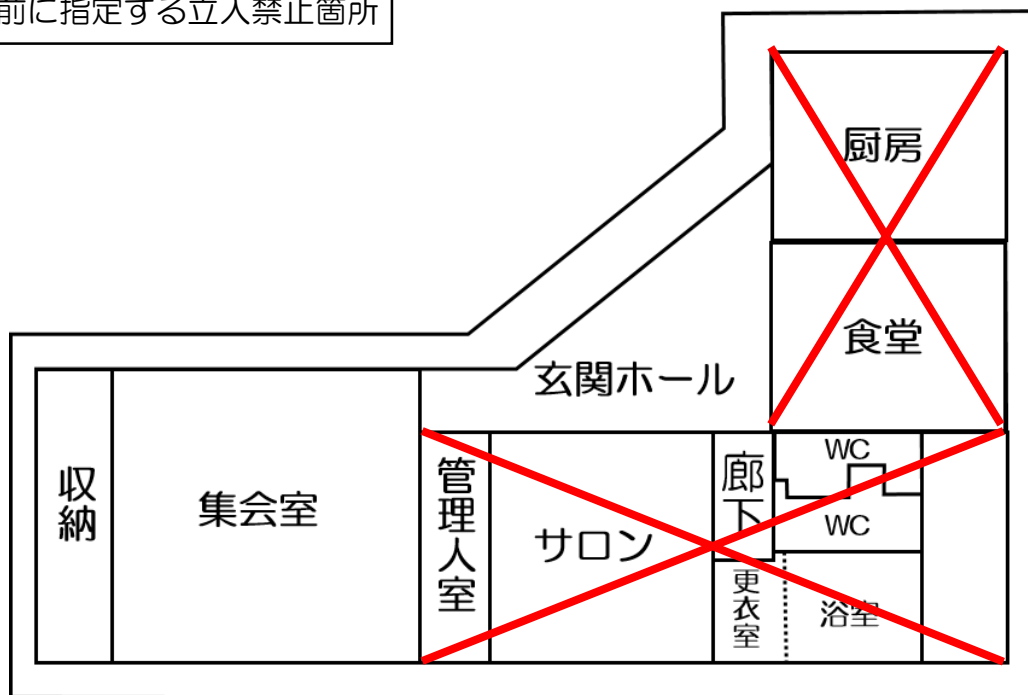 前に指定する立入禁止箇所
厨房
食堂
玄関ホール
収納
集会室
管理人室
サロン
廊下
WC
WC
更衣室
浴室